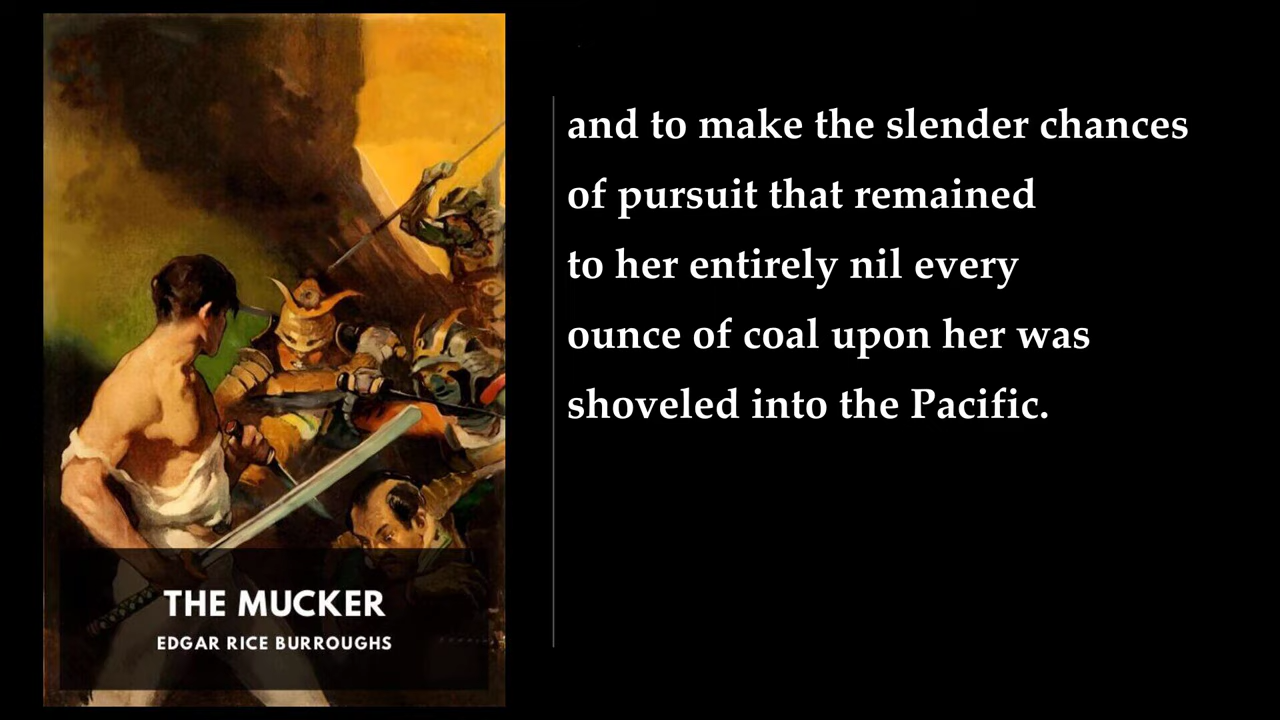 and to make the slender chances
of pursuit that remained
to her entirely nil every
ounce of coal upon her was
shoveled into the Pacific.
THE MUCKER
EDGAR RICE BURROUGHS